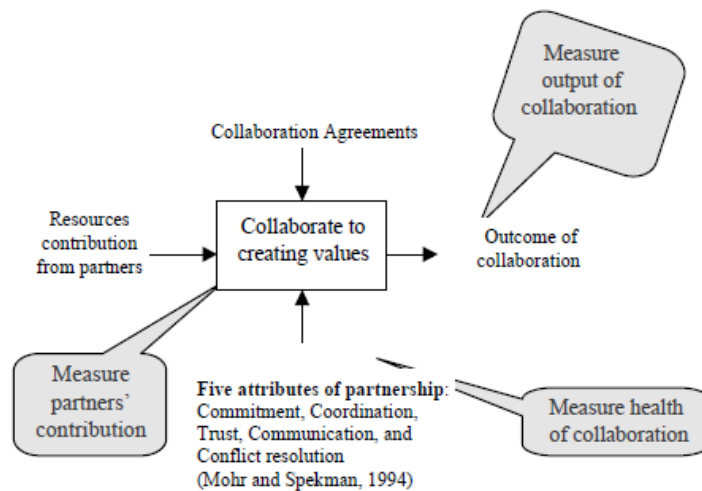 Measure
output of
collaboration
Collaboration Agreements
Resources
contribution
from partners
Collaborate to
creating values
Outcome of
collaboration
Measure
partners’
contribution
Five attributes of partnership:
Commitment, Coordination,
Trust, Communication, and
Conflict resolution
(Mohr and Spekman, 1994)
Measure health
of collaboration